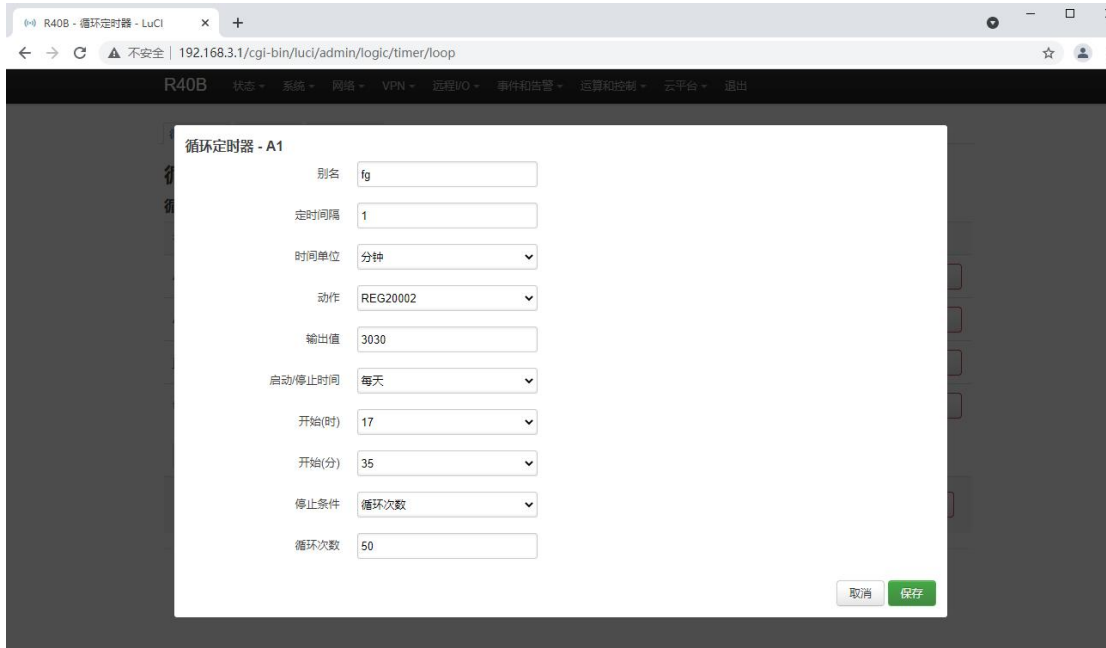 R40B - 循环定时器 - LuCI
不安全 | 192.168.3.1/cgi-bin/luci/admin/logic/timer/loop
R40B 状态 系统 网络 VPN 远程I/O 事件和告警 运算和控制 云平台 退出
循环定时器 - A1
别名 fg
定时间隔 1
时间单位 分钟
动作 REG20002
输出值 3030
启动/停止时间 每天
开始(时) 17
开始(分) 35
停止条件 循环次数
循环次数 50
取消 保存